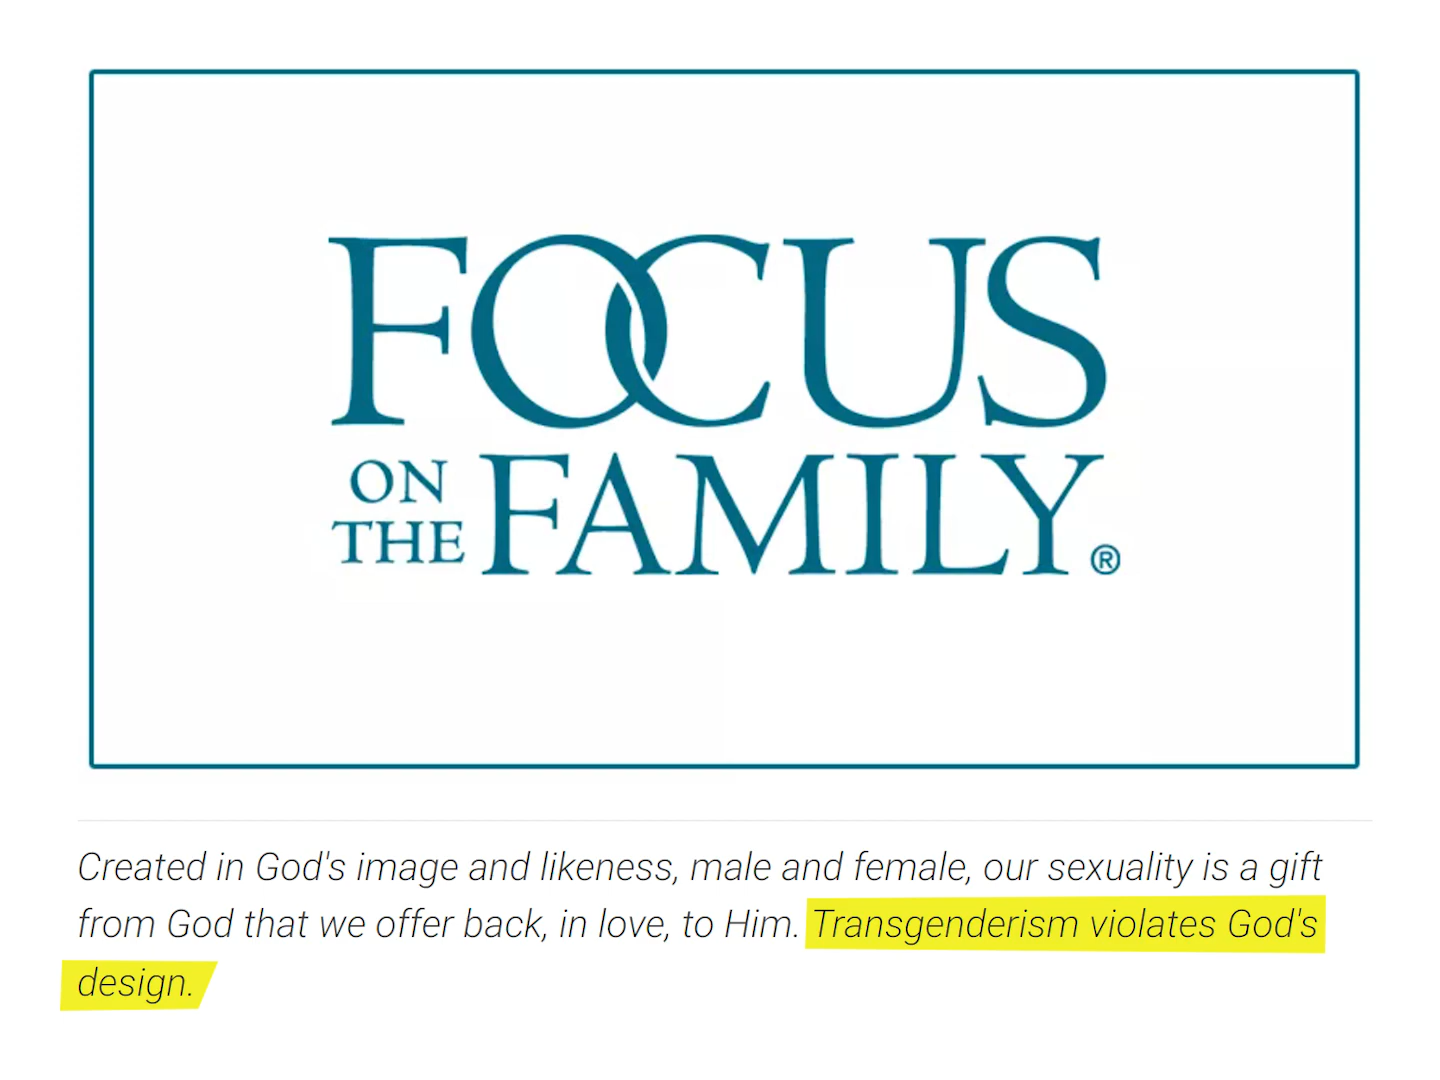 FOCUS
ON THE FAMILY®
Created in God's image and likeness, male and female, our sexuality is a gift
from God that we offer back, in love, to Him. Transgenderism violates God's
design.